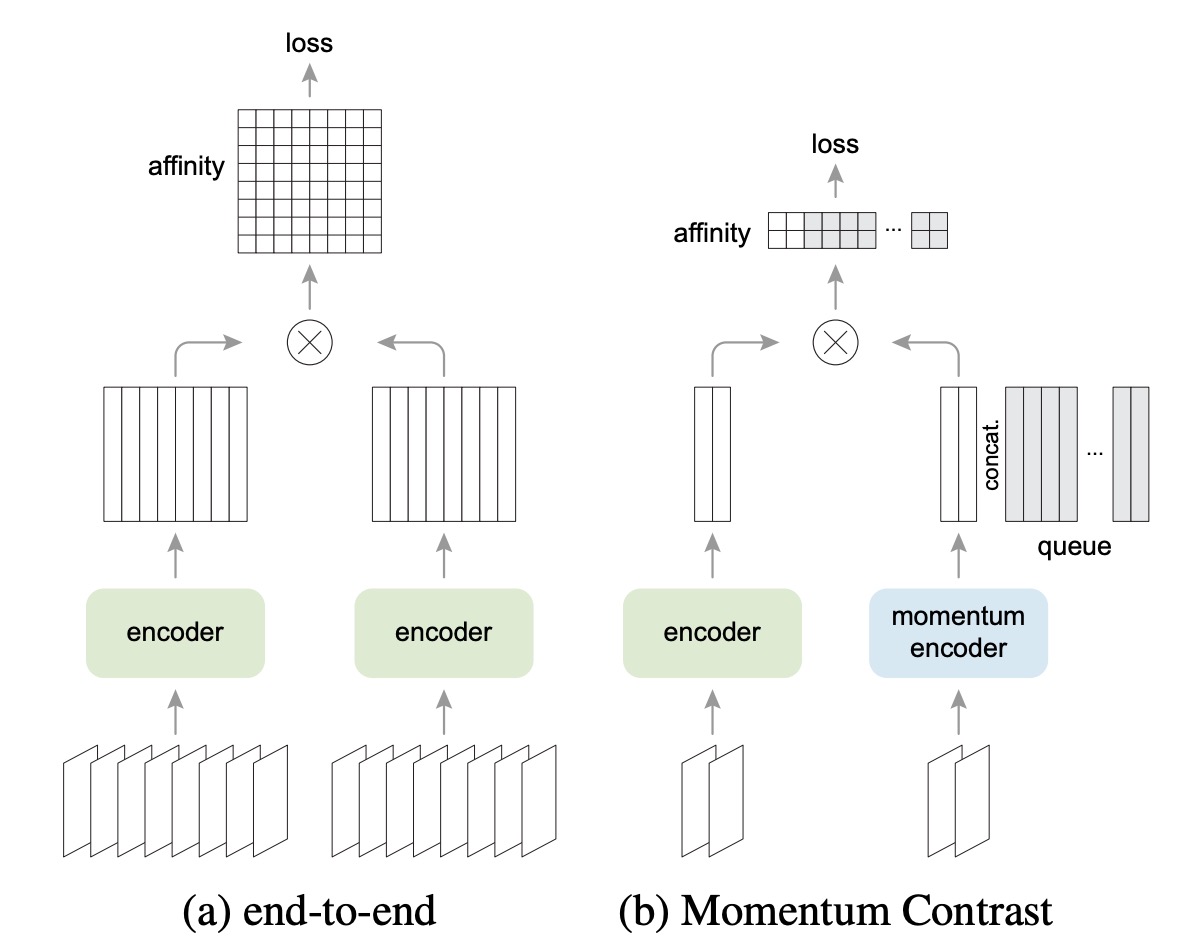 loss
affinity
encoder
encoder
(a) end-to-end
loss
affinity
...
concat.
...
queue
encoder
momentum
encoder
(b) Momentum Contrast